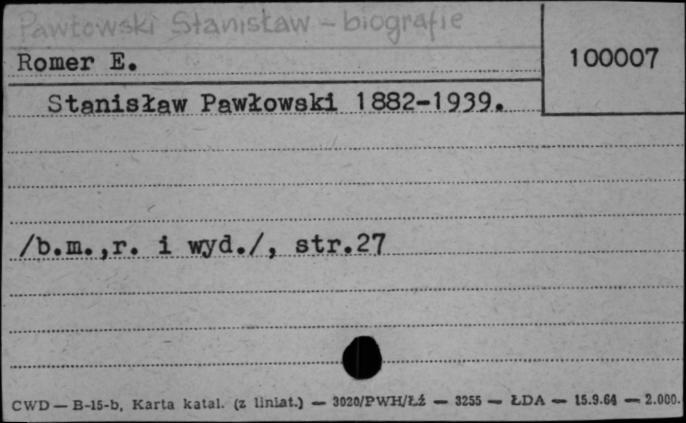 Pawłowski Stanisław - biografie
Romer E.
100007
Stanisław Pawłowski 1882-1939.
/b.m.,r. i wyd./, str.27
CWD — B-15-b, Karta katal. (z liniat.) — 3020/PWH/Łź — 3255 — ŁDA — 15.9.64 — 2.000.